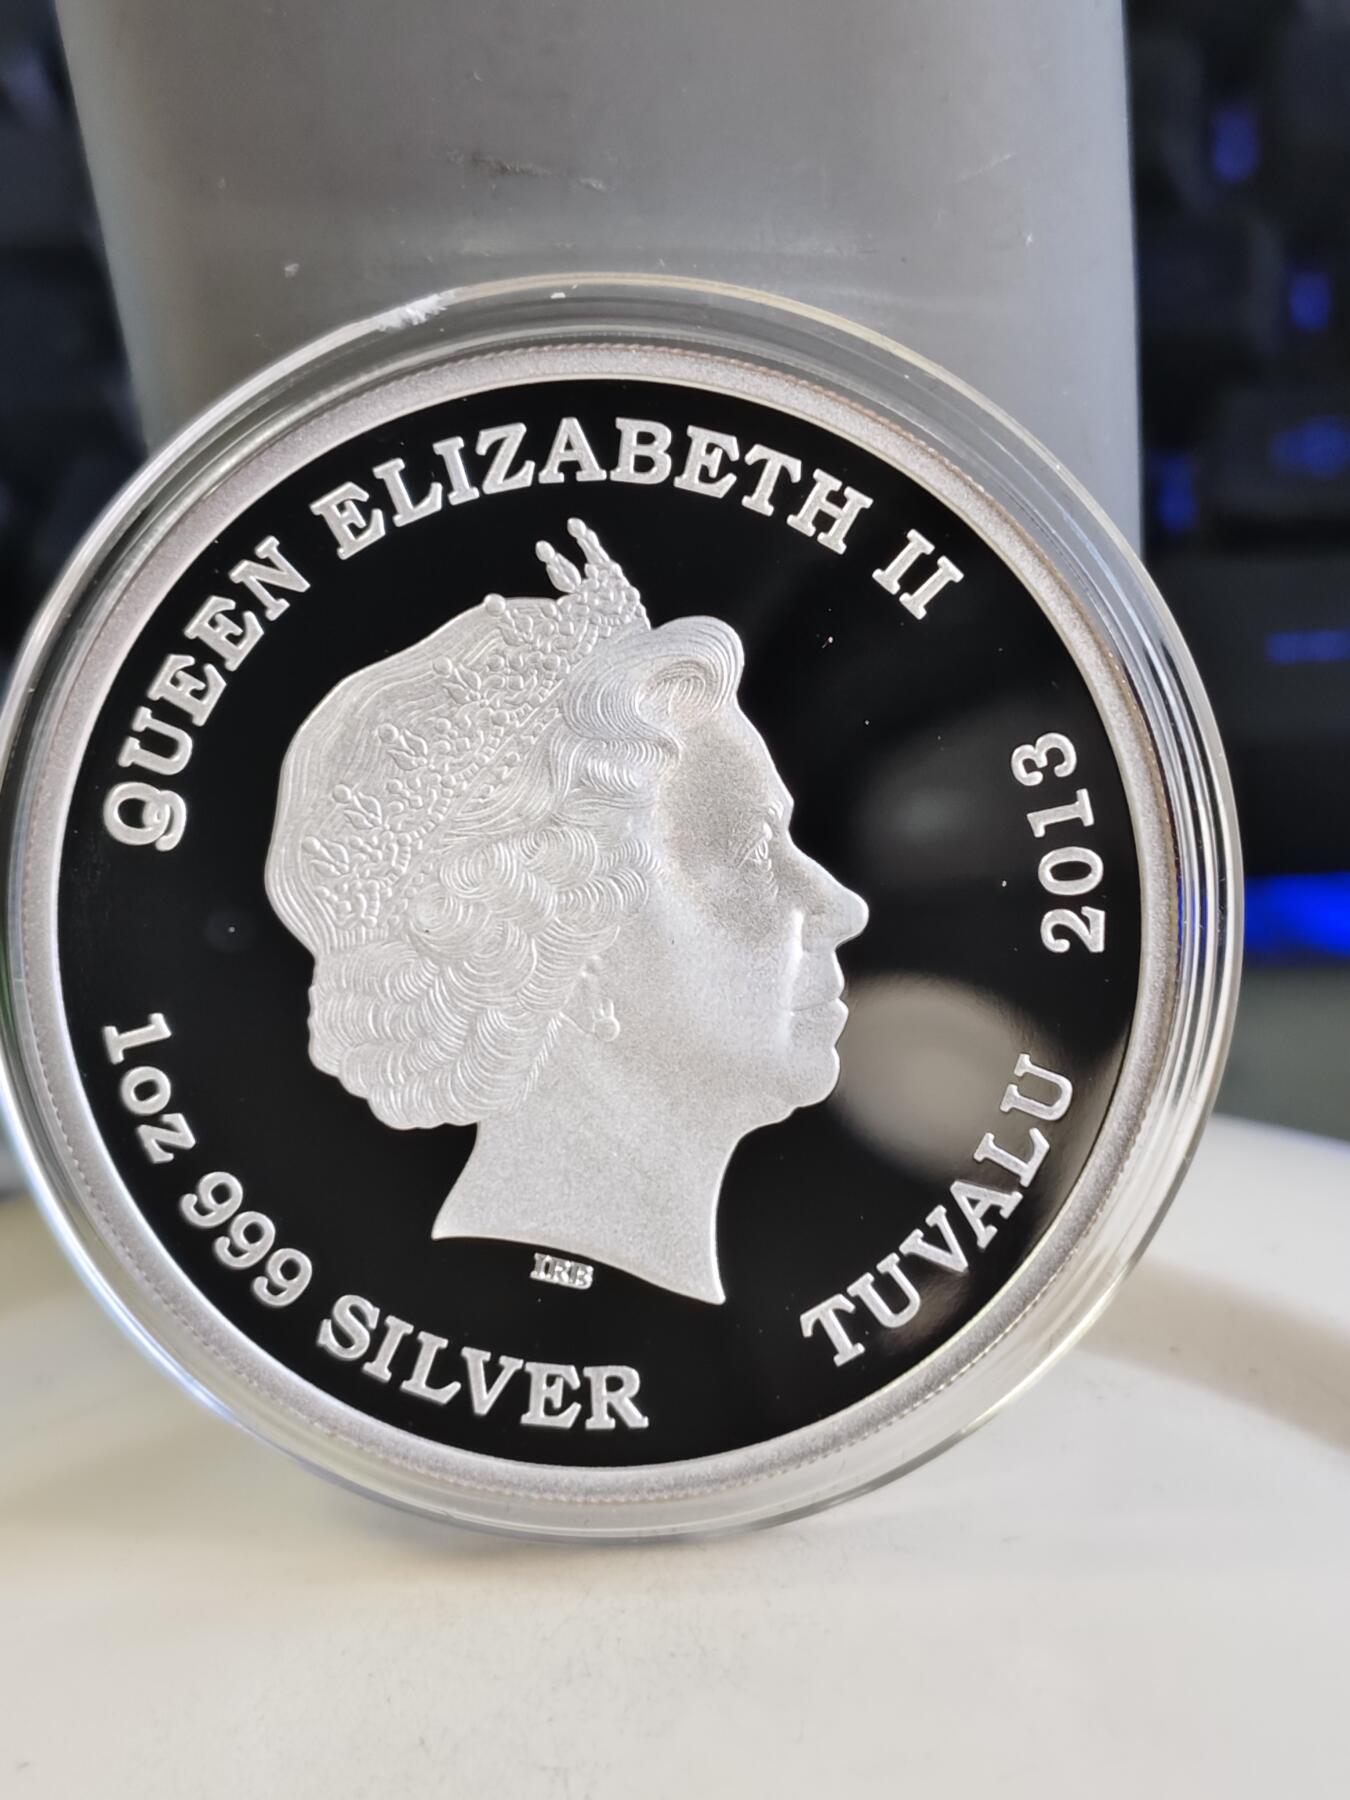 QUEEN ELIZABETH II
2013
TUVALU
1oz 999 SILVER
IRB